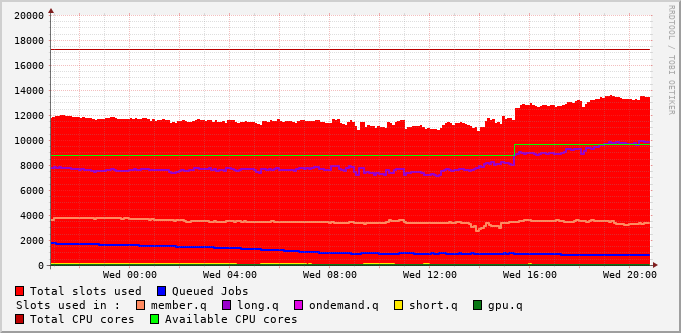 20000
18000
16000
14000
12000
10000
8000
6000
4000
2000
0
Wed 00:00 Wed 04:00 Wed 08:00 Wed 12:00 Wed 16:00 Wed 20:00
RRDTOOL / TOBI OETIKER
Total slots used Queued Jobs
Slots used in : member.q long.q ondemand.q short.q gpu.q
Total CPU cores Available CPU cores